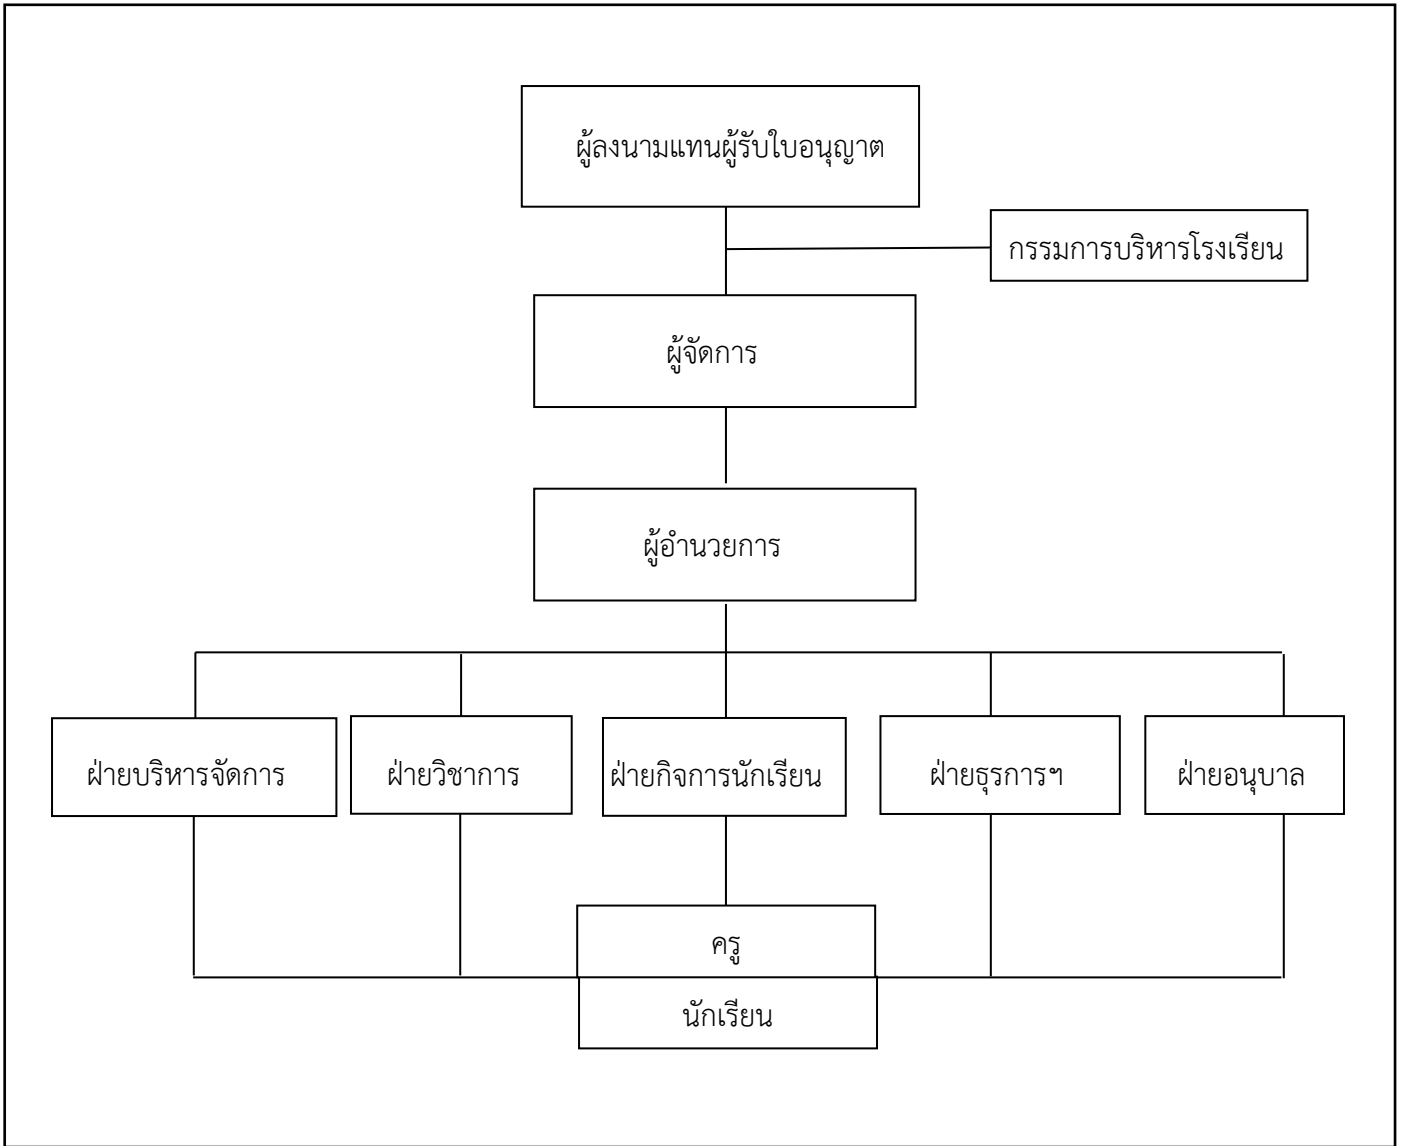 ผู้ลงนามแทนผู้รับใบอนุญาต
กรรมการบริหารโรงเรียน
ผู้จัดการ
ผู้อำนวยการ
ฝ่ายบริหารจัดการ
ฝ่ายวิชาการ
ฝ่ายกิจการนักเรียน
ฝ่ายธุรการฯ
ฝ่ายอนุบาล
ครู
นักเรียน